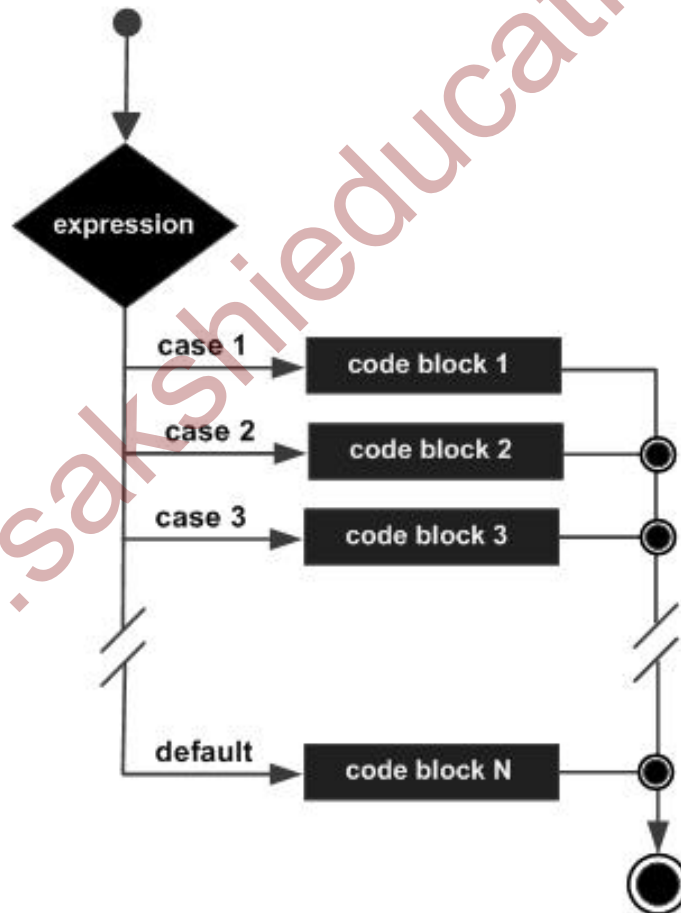 .sakshieducati
expression
case 1
code block 1
case 2
code block 2
case 3
code block 3
default
code block N